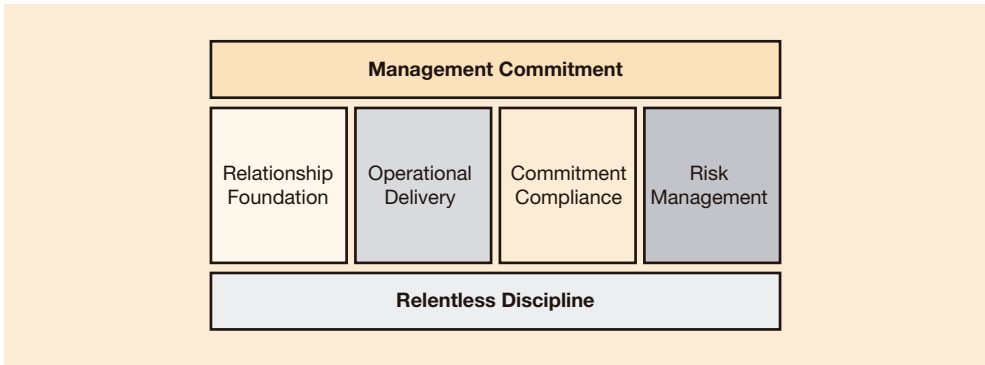 Management Commitment
Relationship
Foundation
Operational
Delivery
Commitment
Compliance
Risk
Management
Relentless Discipline